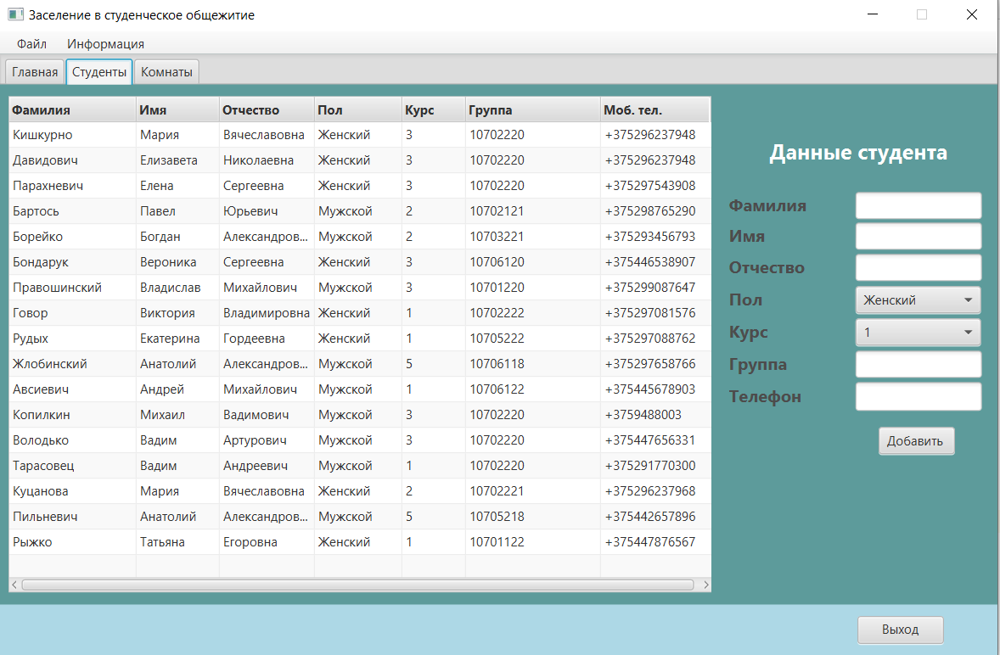 Заселение в студенческое общежитие
Файл Информация
Главная Студенты Комнаты
Фамилия Имя Отчество Пол Курс Группа Моб. тел.
Кишкурно Мария Вячеславовна Женский 3 10702220 +375296237948
Давидович Елизавета Николаевна Женский 3 10702220 +375296237948
Парахневич Елена Сергеевна Женский 3 10702220 +375297543908
Бартось Павел Юрьевич Мужской 2 10702121 +375298765290
Борейко Богдан Александров... Мужской 2 10703221 +375293456793
Бондарук Вероника Сергеевна Женский 3 10706120 +375446538907
Правошинский Владислав Михайлович Мужской 3 10701220 +375299087647
Говор Виктория Владимировна Женский 1 10702222 +375297081576
Рудых Екатерина Гордеевна Женский 1 10705222 +375297088762
Жлобинский Анатолий Александров... Мужской 5 10706118 +375297658766
Авсиевич Андрей Михайлович Мужской 1 10706122 +375445678903
Копилкин Михаил Вадимович Мужской 3 10702220 +3759488003
Володько Вадим Артурович Мужской 3 10702220 +375447656331
Тарасовец Вадим Андреевич Мужской 1 10702220 +375291770300
Куцанова Мария Вячеславовна Женский 2 10702221 +375296237968
Пильневич Анатолий Александров... Мужской 5 10705218 +375442657896
Рыжко Татьяна Егоровна Женский 1 10701122 +375447876567
Данные студента
Фамилия
Имя
Отчество
Пол Женский
Курс 1
Группа
Телефон
Добавить
Выход